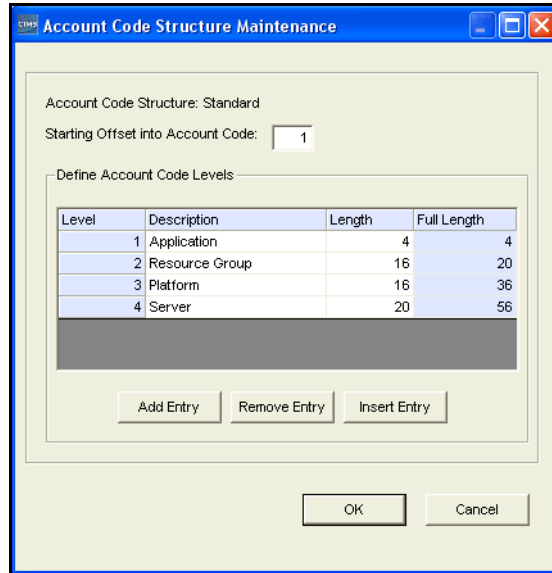 CIMS Account Code Structure Maintenance
Account Code Structure: Standard
Starting Offset into Account Code: 1
Define Account Code Levels
Level Description Length Full Length
1 Application 4 4
2 Resource Group 16 20
3 Platform 16 36
4 Server 20 56
Add Entry Remove Entry Insert Entry
OK Cancel